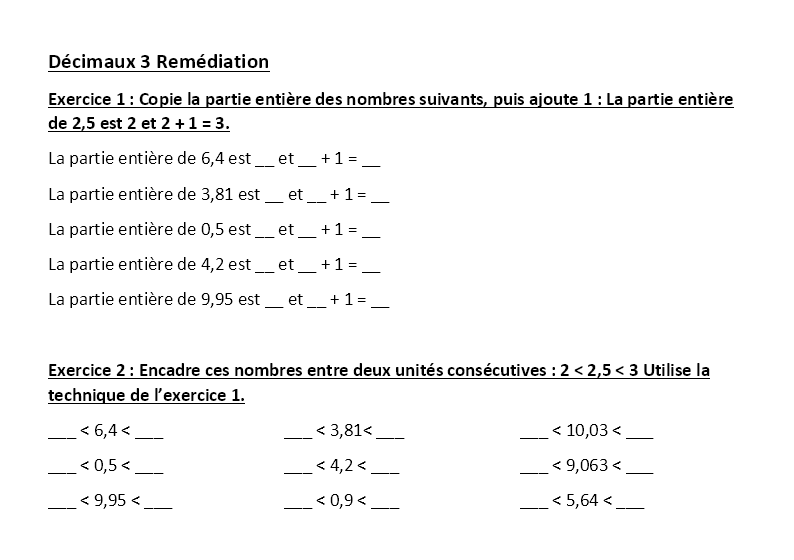 Décimaux 3 Remédiation
Exercice 1 : Copie la partie entière des nombres suivants, puis ajoute 1 : La partie entière
de 2,5 est 2 et 2 + 1 = 3.
La partie entière de 6,4 est __ et __ + 1 = __
La partie entière de 3,81 est __ et __ + 1 = __
La partie entière de 0,5 est __ et __ + 1 = __
La partie entière de 4,2 est __ et __ + 1 = __
La partie entière de 9,95 est __ et __ + 1 = __
Exercice 2 : Encadre ces nombres entre deux unités consécutives : 2 < 2,5 < 3 Utilise la
technique de l’exercice 1.
___ < 6,4 < ___ ___ < 3,81< ___ ___ < 10,03 < ___
___ < 0,5 < ___ ___ < 4,2 < ___ ___ < 9,063 < ___
___ < 9,95 < ___ ___ < 0,9 < ___ ___ < 5,64 < ___